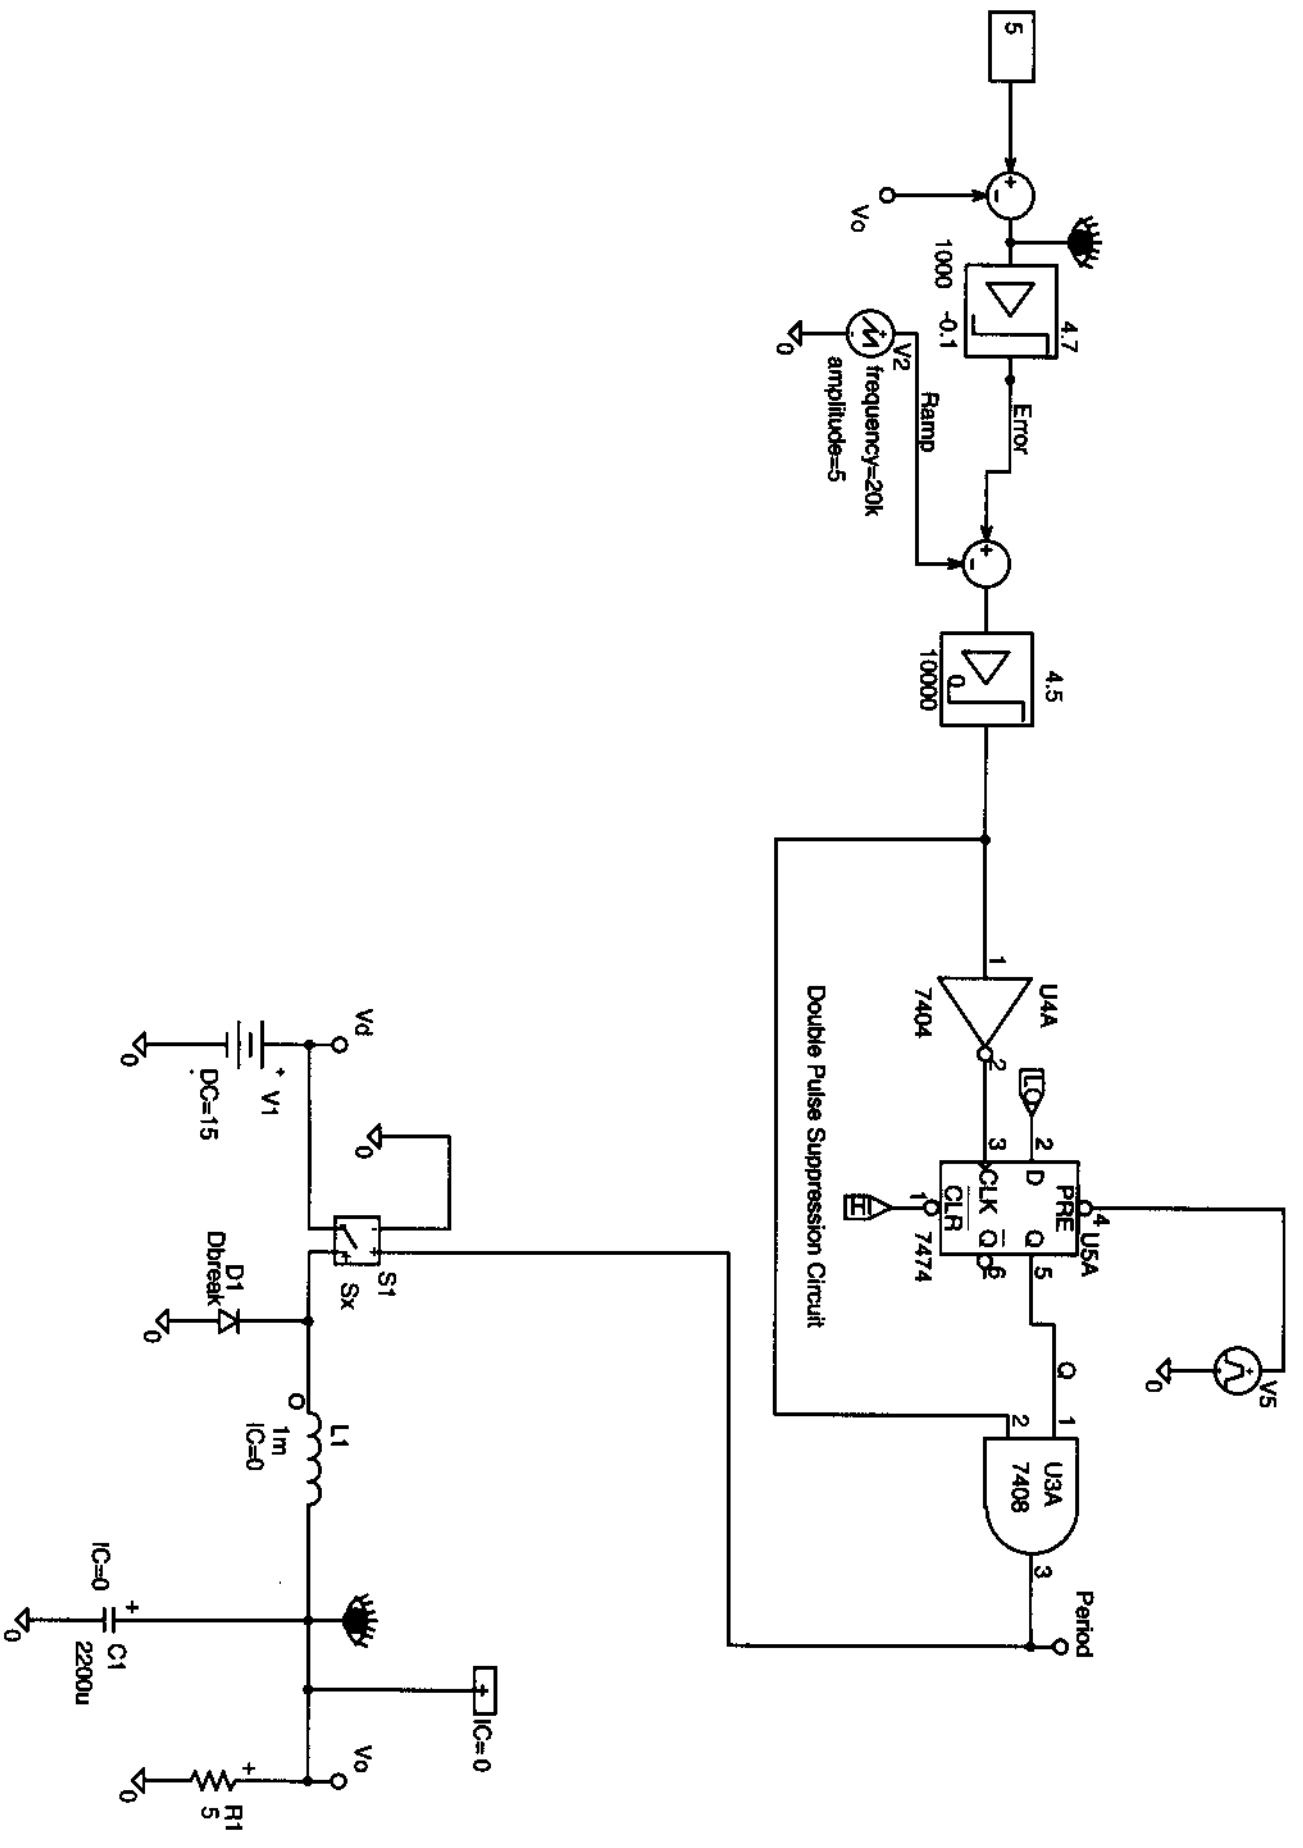 5
Vo
1000
-0.1
4.7
Error
Ramp
V2
frequency=20k
amplitude=5
0
10000
0
4.5
1
U4A
7404
2
LO
2
3
D
CLK
PRE
CLR
Q
Q
4
U5A
1
HI
7474
5
6
Double Pulse Suppression Circuit
V5
0
Q
1
2
U3A
7408
3
Period
Vd
V1
+
DC=15
0
0
S1
Sx
D1
Dbreak
0
L1
1m
IC=0
IC=0
C1
2200u
+
0
IC= 0
+
Vo
+
R1
5
0